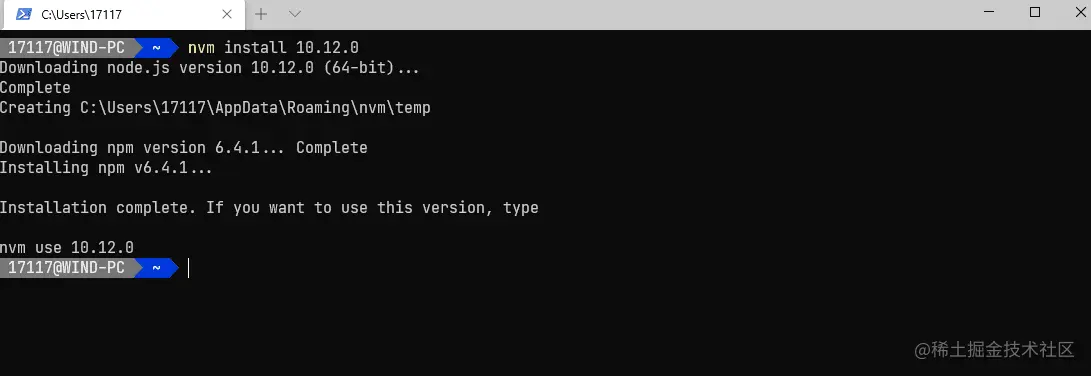 C:\Users\17117
17117@WIND-PC ~ nvm install 10.12.0
Downloading node.js version 10.12.0 (64-bit)...
Complete
Creating C:\Users\17117\AppData\Roaming\nvm\temp
Downloading npm version 6.4.1... Complete
Installing npm v6.4.1...
Installation complete. If you want to use this version, type
nvm use 10.12.0
17117@WIND-PC ~
@稀土掘金技术社区